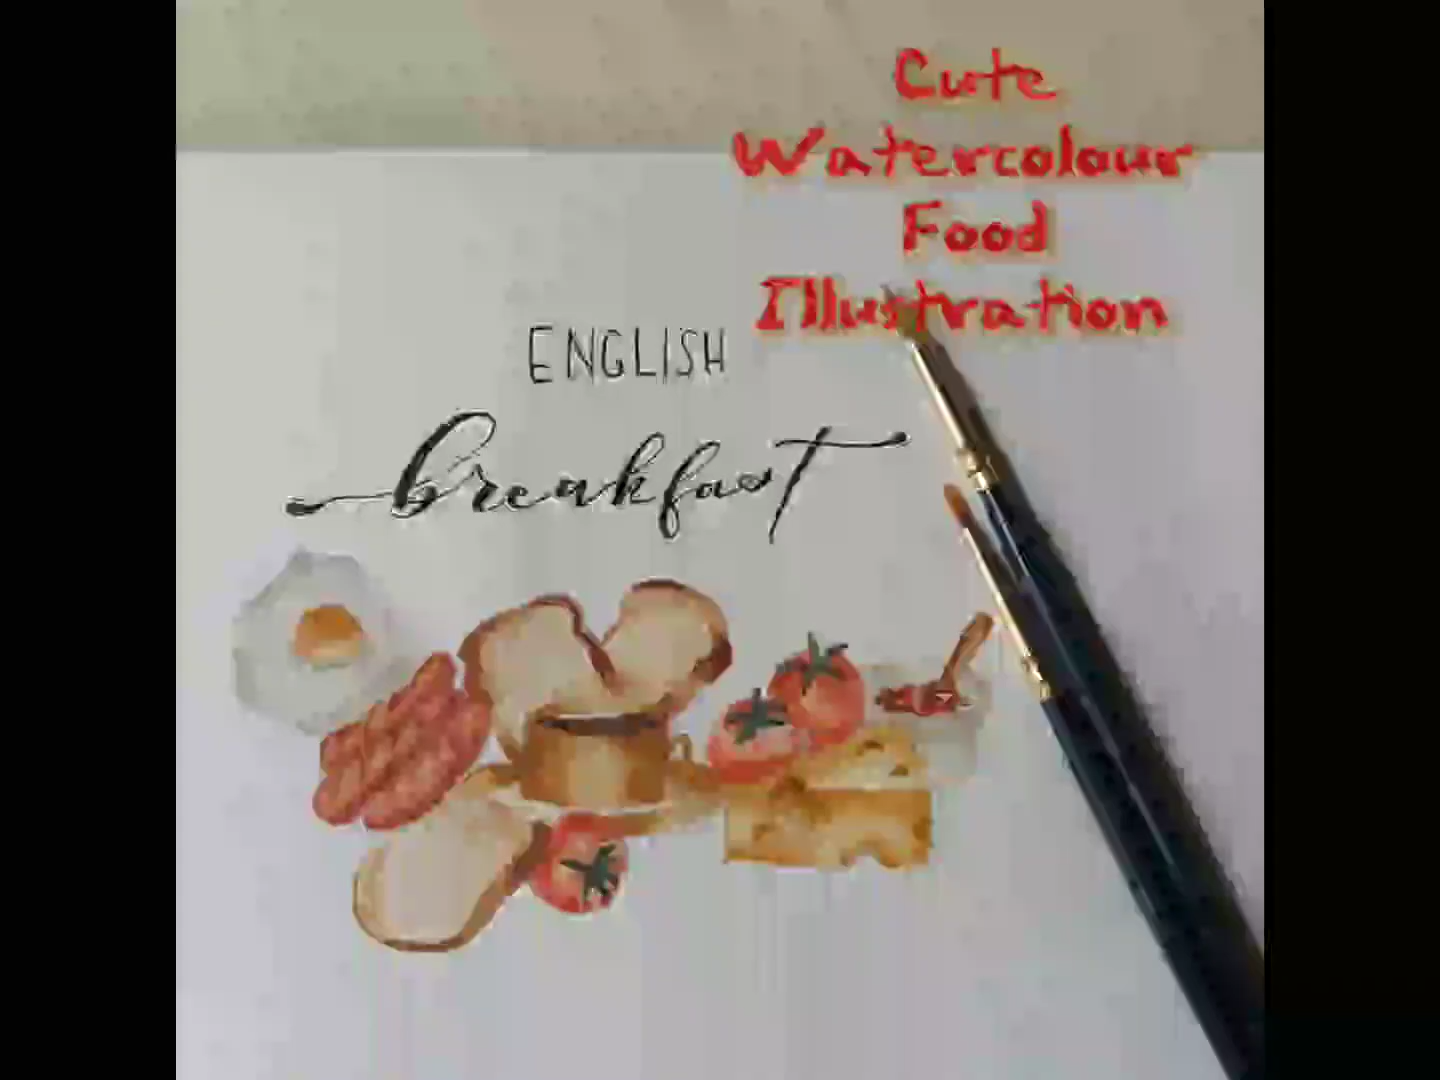 Cute
Watercolour
Food
Illustration
ENGLISH
breakfast